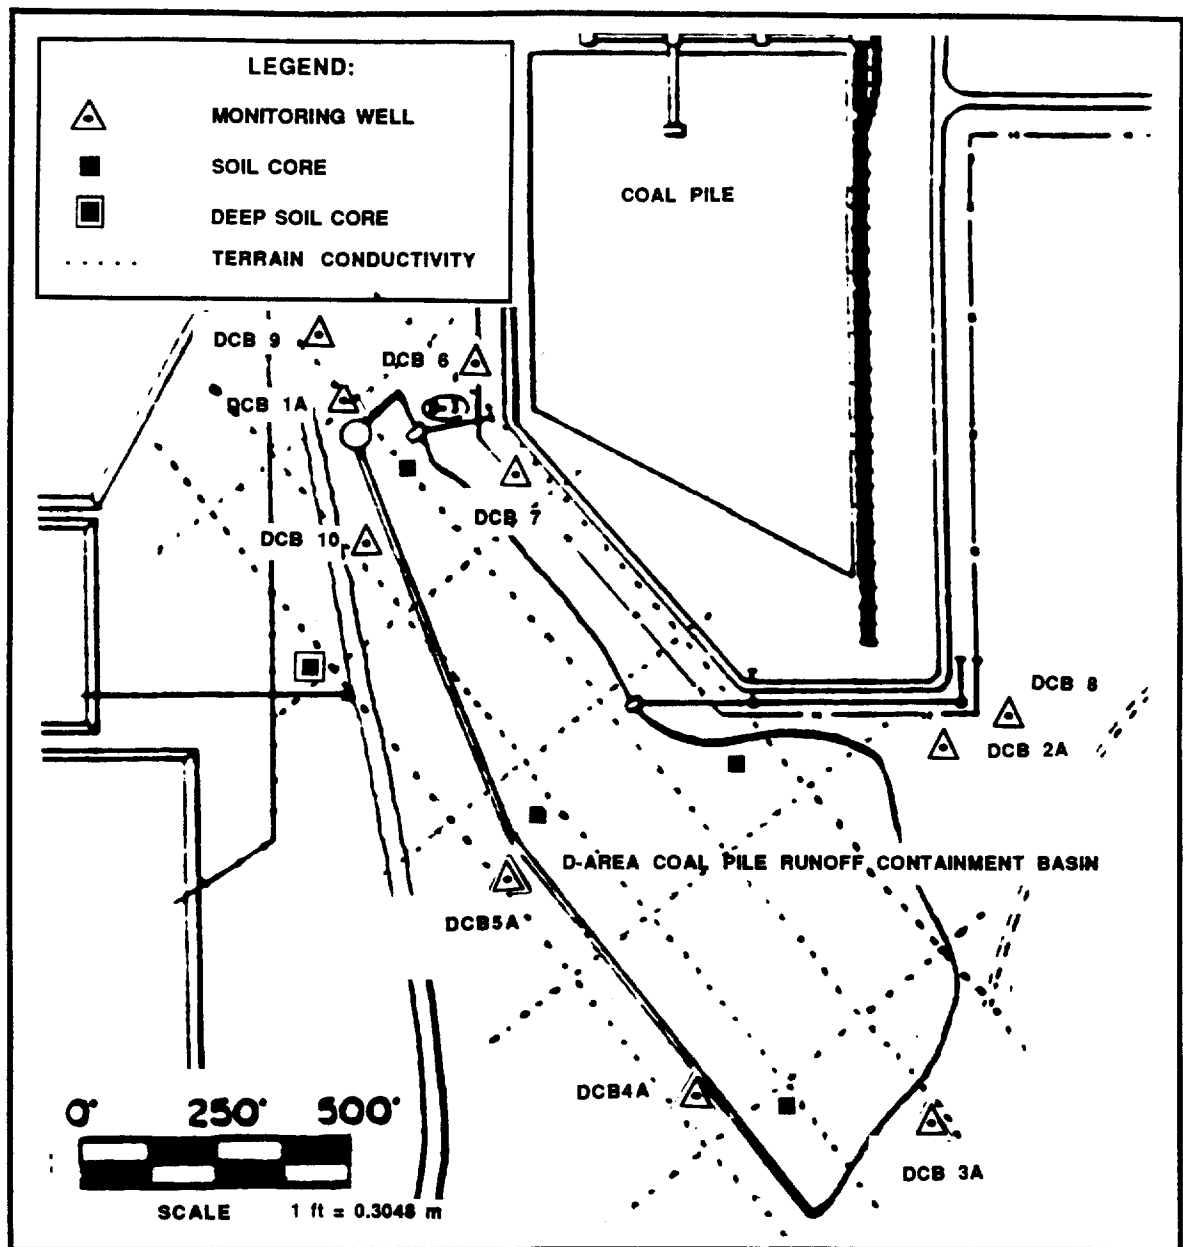 LEGEND:
MONITORING WELL
SOIL CORE
DEEP SOIL CORE
TERRAIN CONDUCTIVITY
COAL PILE
DCB 9
DCB 6
DCB 1A
DCB 7
DCB 10
DCB 8
DCB 2A
D-AREA COAL PILE RUNOFF CONTAINMENT BASIN
DCB5A
DCB4A
DCB 3A
0' 250' 500'
SCALE 1 ft = 0.3048 m